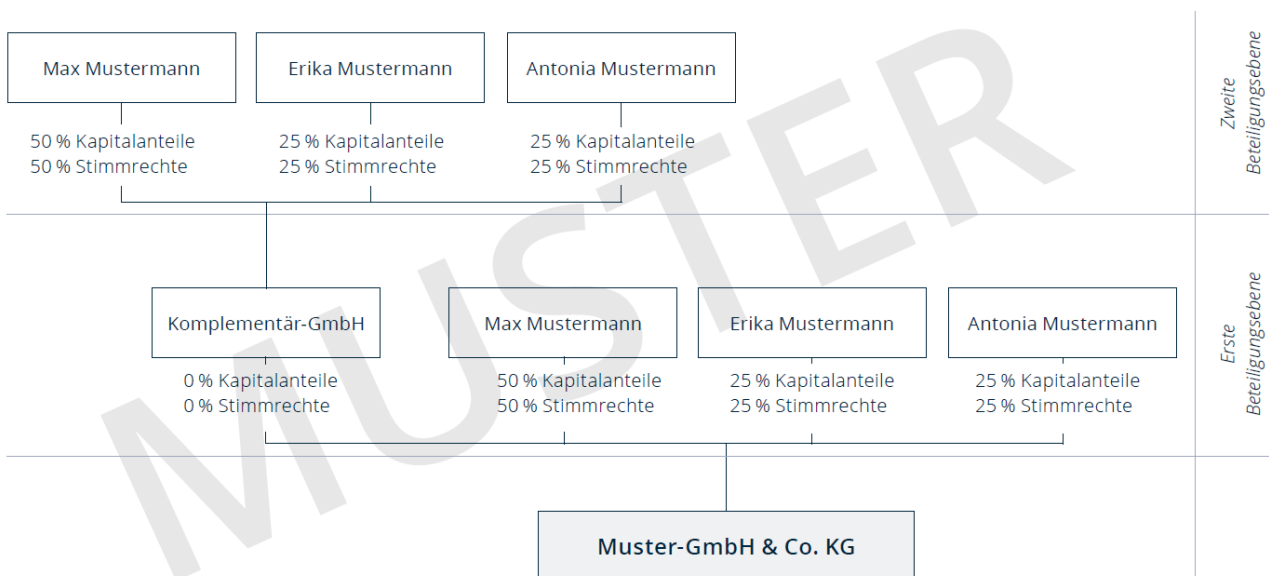 Max Mustermann
Erika Mustermann
Antonia Mustermann
50 % Kapitalanteile
50 % Stimmrechte
25 % Kapitalanteile
25 % Stimmrechte
25 % Kapitalanteile
25 % Stimmrechte
Zweite
Beteiligungsebene
Komplementär-GmbH
Max Mustermann
Erika Mustermann
Antonia Mustermann
0 % Kapitalanteile
0 % Stimmrechte
50 % Kapitalanteile
50 % Stimmrechte
25 % Kapitalanteile
25 % Stimmrechte
25 % Kapitalanteile
25 % Stimmrechte
Erste
Beteiligungsebene
Muster-GmbH & Co. KG
MUSTER